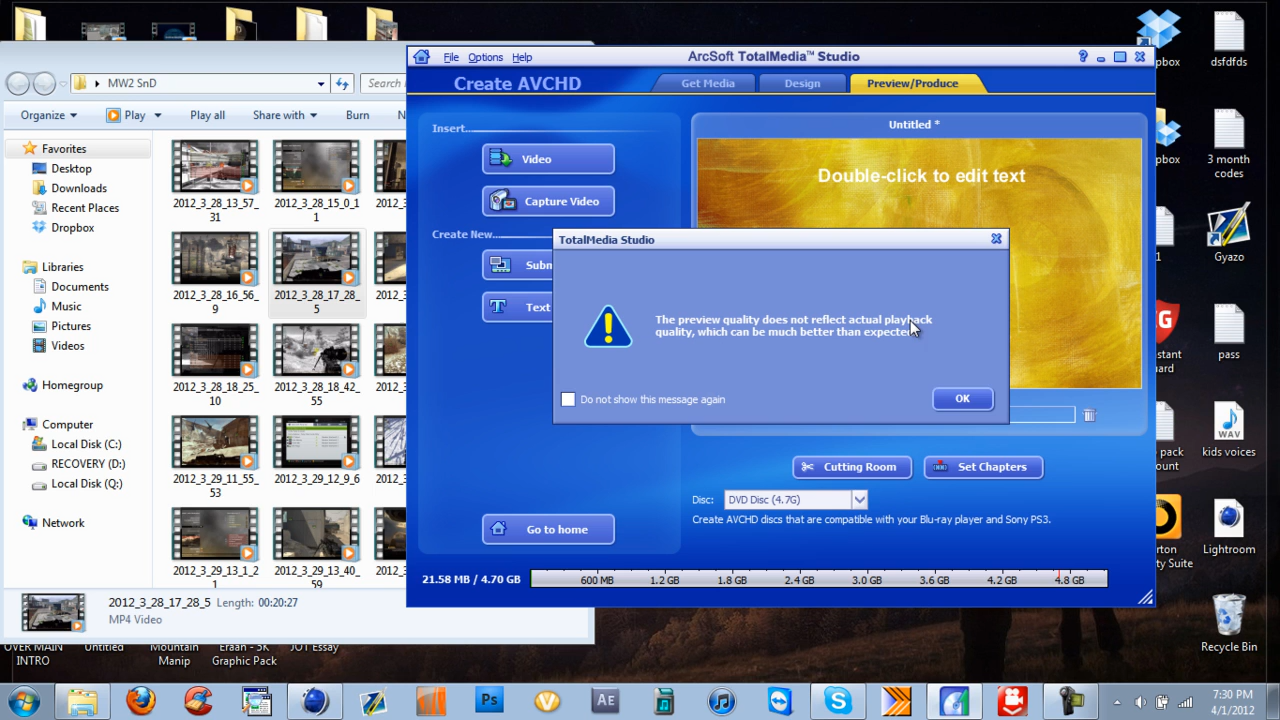 dsfdfds
3 month
codes
Gyazo
pass
WAV
kids voices
Lightroom
Recycle Bin
MW2 SnD
Search
Organize
Play
Play all
Share with
Burn
Favorites
Desktop
Downloads
Recent Places
Dropbox
Libraries
Documents
Music
Pictures
Videos
Homegroup
Computer
Local Disk (C:)
RECOVERY (D:)
Local Disk (Q:)
Network
2012_3_28_13_57_
31
2012_3_28_15_0_1
1
2012_3_28_16_56_
9
2012_3_28_17_28_
5
2012_3_28_18_25_
10
2012_3_28_18_42_
55
2012_3_29_11_55_
53
2012_3_29_12_9_6
2012_3_29_13_1_2
1
2012_3_29_13_40_
59
2012_3_28_17_28_5 Length: 00:20:27
MP4 Video
File Options Help
ArcSoft TotalMedia™ Studio
Create AVCHD
Get Media
Design
Preview/Produce
Insert...
Video
Capture Video
Create New...
Text
Go to home
Untitled *
Double-click to edit text
TotalMedia Studio
The preview quality does not reflect actual playback
quality, which can be much better than expected
Do not show this message again
OK
Cutting Room
Set Chapters
Disc: DVD Disc (4.7G)
Create AVCHD discs that are compatible with your Blu-ray player and Sony PS3.
21.58 MB / 4.70 GB
600 MB 1.2 GB 1.8 GB 2.4 GB 3.0 GB 3.6 GB 4.2 GB 4.8 GB
OVER MAIN
INTRO
Untitled
Mountain
Manip
Graphic Pack
JOT Essay
Ps
AE
7:30 PM
4/1/2012